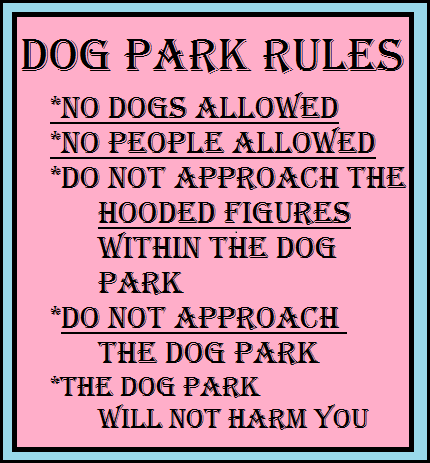 DOG PARK RULES
*NO DOGS ALLOWED
*NO PEOPLE ALLOWED
*DO NOT APPROACH THE
HOODED FIGURES
WITHIN THE DOG
PARK
*DO NOT APPROACH
THE DOG PARK
*THE DOG PARK
WILL NOT HARM YOU